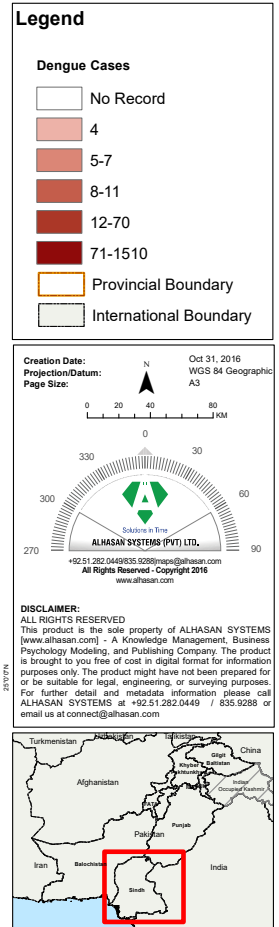 Legend
Dengue Cases
No Record
4
5-7
8-11
12-70
71-1510
Provincial Boundary
International Boundary
Creation Date: Oct 31, 2016
Projection/Datum: WGS 84 Geographic
Page Size: A3
N
0 20 40 80
KM
0
330 30
300 60
270 90
Solutions in Time
ALHASAN SYSTEMS (PVT) LTD.
+92.51.282.0449/835.9288|maps@alhasan.com
All Rights Reserved - Copyright 2016
www.alhasan.com
DISCLAIMER:
ALL RIGHTS RESERVED
This product is the sole property of ALHASAN SYSTEMS
[www.alhasan.com] - A Knowledge Management, Business
Psychology Modeling, and Publishing Company. The product
is brought to you free of cost in digital format for information
purposes only. The product might have not been prepared for
or be suitable for legal, engineering, or surveying purposes.
For further detail and metadata information please call
ALHASAN SYSTEMS at +92.51.282.0449 / 835.9288 or
email us at connect@alhasan.com
25°0'0"N
Turkmenistan
China
Gilgit
Baltistan
Khyber
Afghanistan
Indian
Occupied Kashmir
FATA
Punjab
Pakistan
Iran
Balochistan
India
Sindh